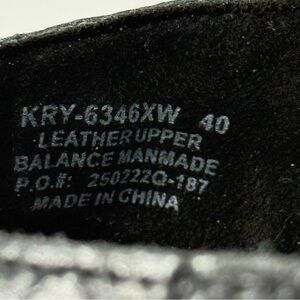 KRY-6346XW 40
LEATHER UPPER
BALANCE MANMADE
P.O.#: 250222Q-187
MADE IN CHINA